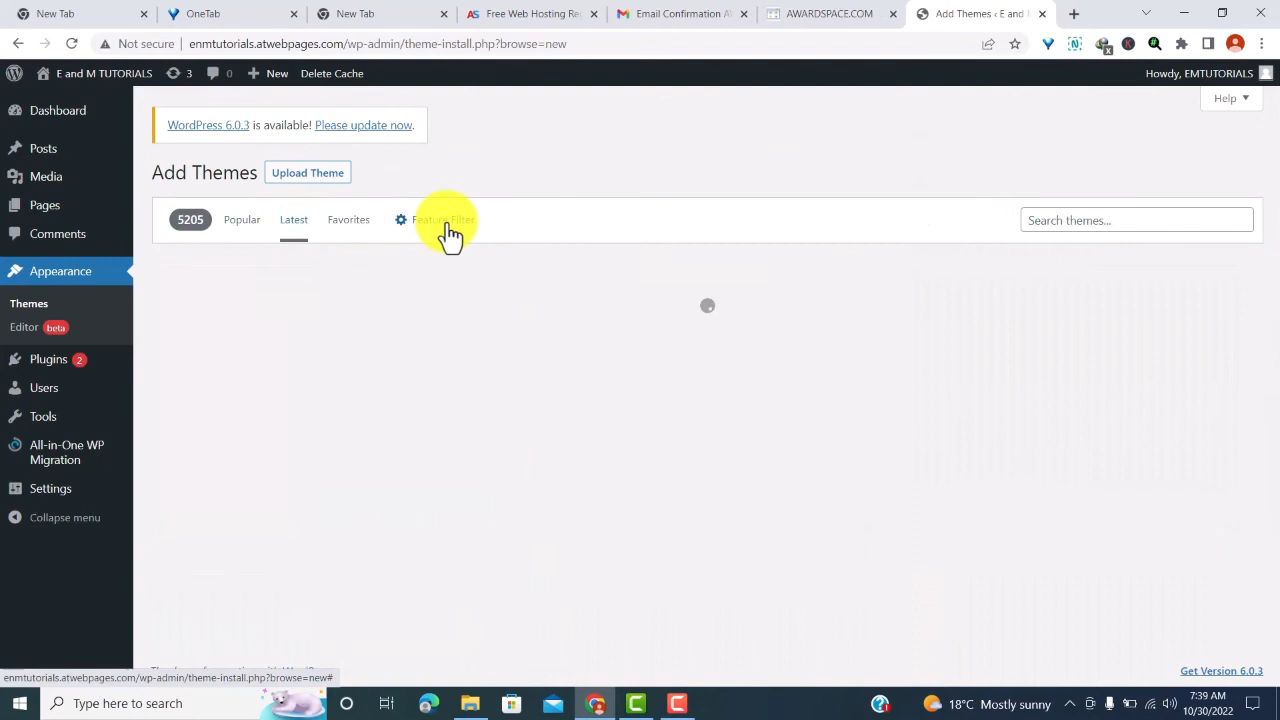 New Tab
OneTab
New Tab
Free Web Hosting Reg
Email Confirmation AW
AWARDSPACE.COM
Add Themes ‹ E and M
Not secure
enmtutorials.atwebpages.com/wp-admin/theme-install.php?browse=new
E and M TUTORIALS
3
0
New
Delete Cache
Howdy, EMTUTORIALS
Help
Dashboard
Posts
Media
Pages
Comments
Appearance
Themes
Editor beta
Plugins 2
Users
Tools
All-in-One WP
Migration
Settings
Collapse menu
WordPress 6.0.3 is available! Please update now.
Add Themes
Upload Theme
5205
Popular
Latest
Favorites
Feature Filter
Search themes...
Get Version 6.0.3
enmtutorials.atwebpages.com/wp-admin/theme-install.php?browse=new#
Type here to search
18°C Mostly sunny
7:39 AM
10/30/2022